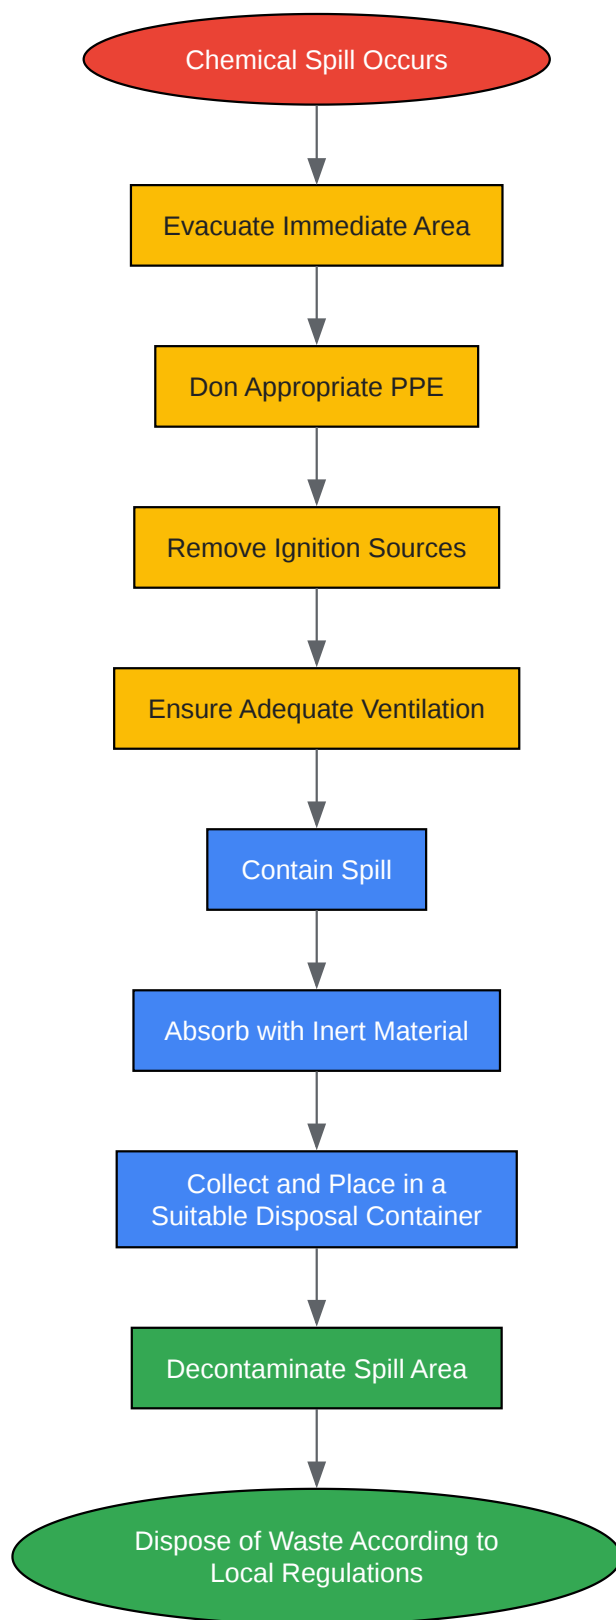 Chemical Spill Occurs
Evacuate Immediate Area
Don Appropriate PPE
Remove Ignition Sources
Ensure Adequate Ventilation
Contain Spill
Absorb with Inert Material
Collect and Place in a
Suitable Disposal Container
Decontaminate Spill Area
Dispose of Waste According to
Local Regulations